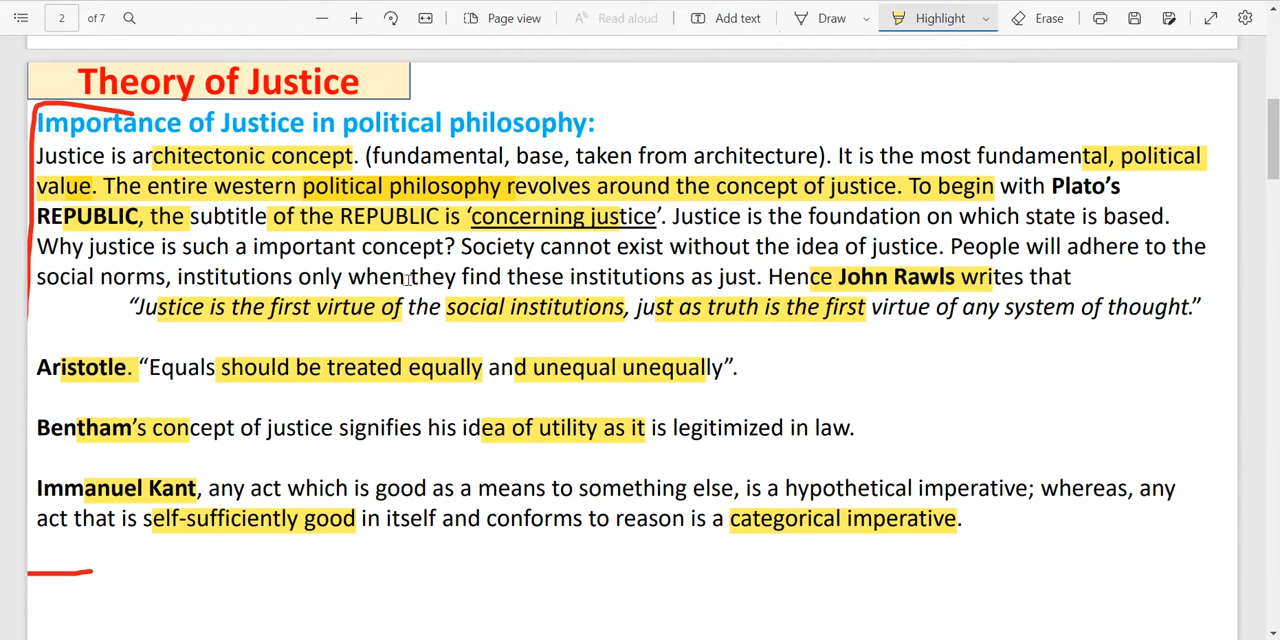 2 of 7 Page view Read aloud Add text Draw Highlight Erase
Theory of Justice
Importance of Justice in political philosophy:
Justice is architectonic concept. (fundamental, base, taken from architecture). It is the most fundamental, political
value. The entire western political philosophy revolves around the concept of justice. To begin with Plato’s
REPUBLIC, the subtitle of the REPUBLIC is ‘concerning justice’. Justice is the foundation on which state is based.
Why justice is such a important concept? Society cannot exist without the idea of justice. People will adhere to the
social norms, institutions only when they find these institutions as just. Hence John Rawls writes that
“Justice is the first virtue of the social institutions, just as truth is the first virtue of any system of thought.”
Aristotle. “Equals should be treated equally and unequal unequally”.
Bentham’s concept of justice signifies his idea of utility as it is legitimized in law.
Immanuel Kant, any act which is good as a means to something else, is a hypothetical imperative; whereas, any
act that is self-sufficiently good in itself and conforms to reason is a categorical imperative.